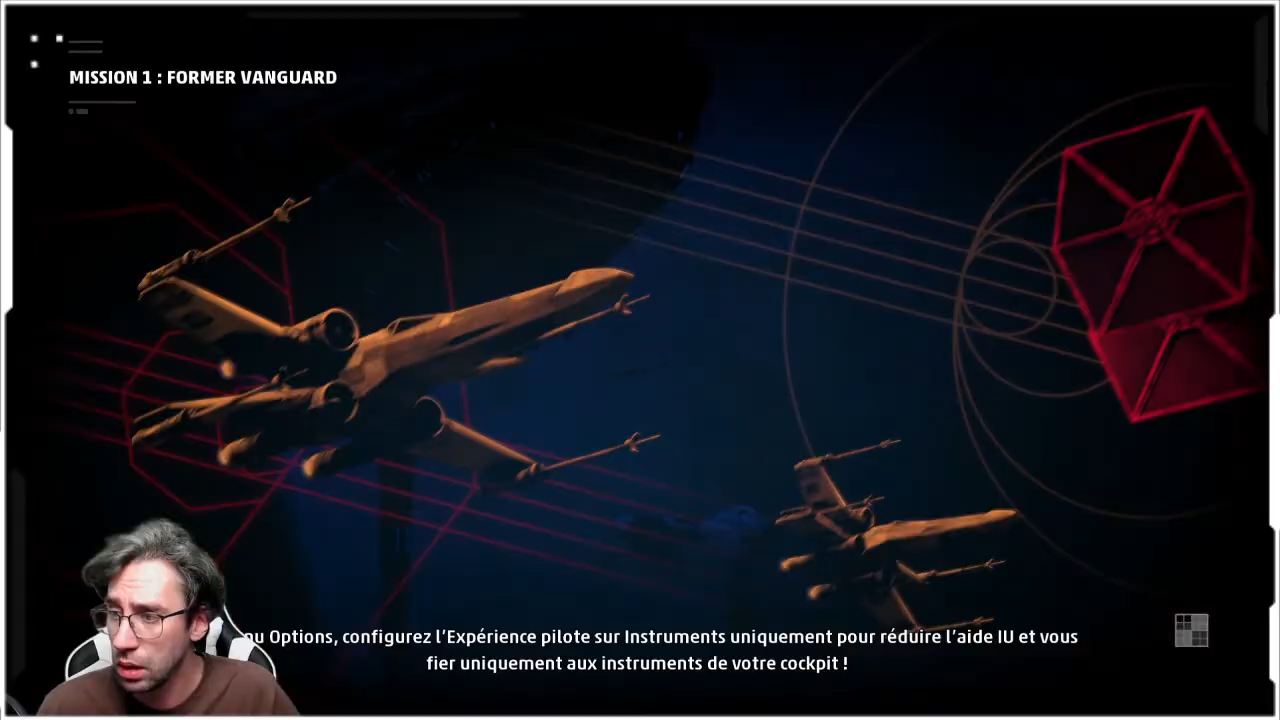 MISSION 1 : FORMER VANGUARD
Options, configurez l'Expérience pilote sur Instruments uniquement pour réduire l'aide IU et vous
fier uniquement aux instruments de votre cockpit !